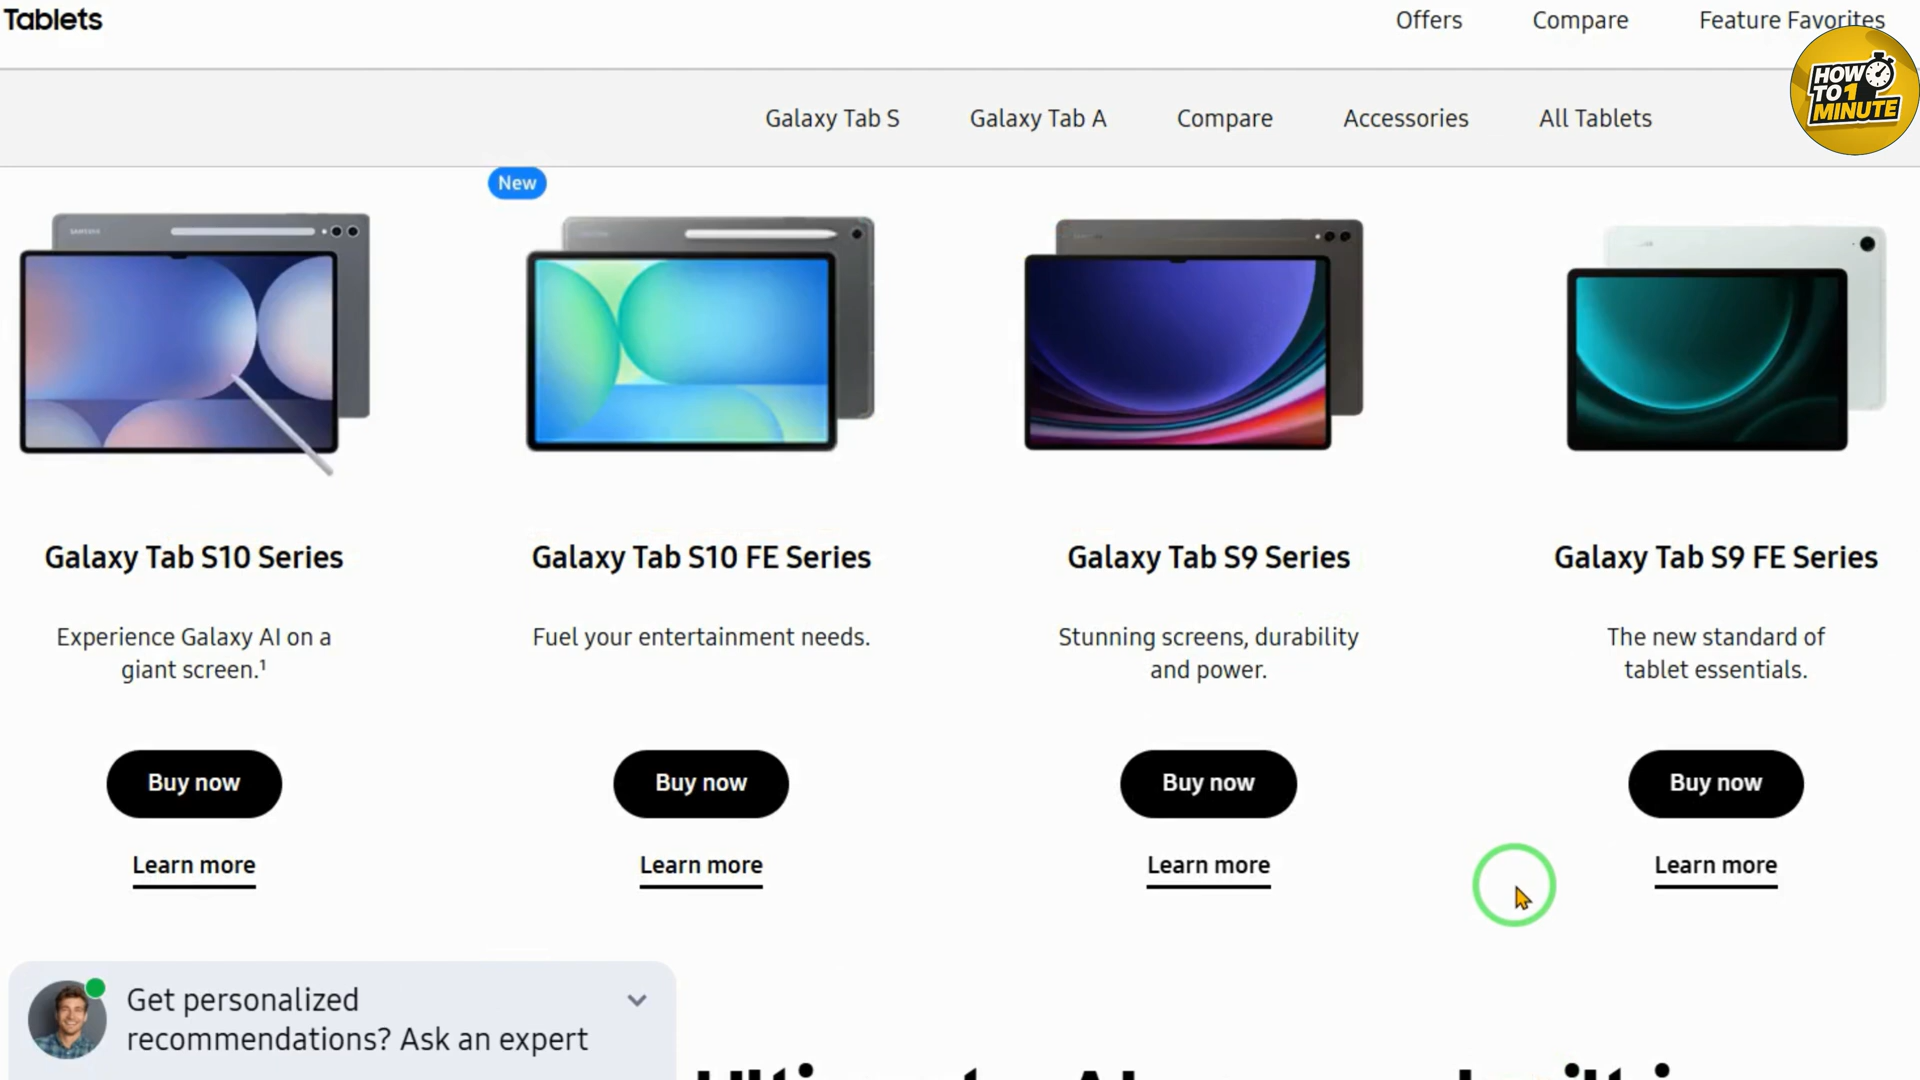 Tablets
Offers
Compare
Feature Favorites
HOW
TO 1
MINUTE
Galaxy Tab S
Galaxy Tab A
Compare
Accessories
All Tablets
New
SAMSUNG
Galaxy Tab S10 Series
Experience Galaxy AI on a
giant screen.¹
Buy now
Learn more
Galaxy Tab S10 FE Series
Fuel your entertainment needs.
Buy now
Learn more
Galaxy Tab S9 Series
Stunning screens, durability
and power.
Buy now
Learn more
Galaxy Tab S9 FE Series
The new standard of
tablet essentials.
Buy now
Learn more
Get personalized
recommendations? Ask an expert